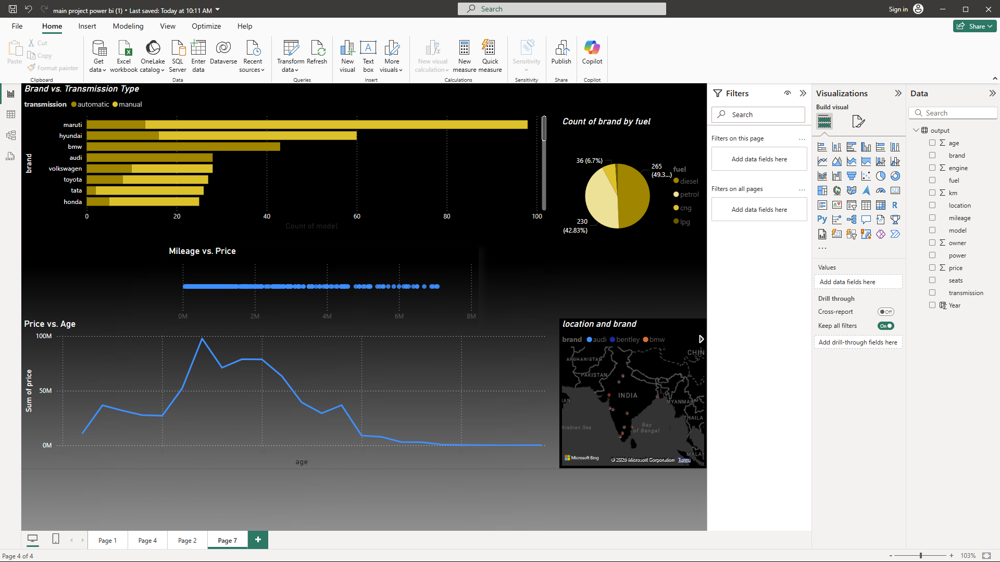 main project power bi (1) • Last saved: Today at 10:11 AM
Search
Sign in
File
Home
Insert
Modeling
View
Optimize
Help
Share
Paste
Cut
Copy
Format painter
Clipboard
Get data
Excel workbook
OneLake catalog
SQL Server
Enter data
Dataverse
Recent sources
Data
Transform data
Refresh
Queries
New visual
Text box
More visuals
Insert
New visual calculation
New measure
Quick measure
Calculations
Sensitivity
Sensitivity
Publish
Share
Copilot
Copilot
Brand vs. Transmission Type
transmission automatic manual
brand
maruti
hyundai
bmw
audi
volkswagen
toyota
tata
honda
0 20 40 60 80 100
Count of model
Count of brand by fuel
36 (6.7%)
265 (49.3...)
230 (42.83%)
fuel
diesel
petrol
cng
lpg
Mileage vs. Price
0M 2M 4M 6M 8M
Price vs. Age
Sum of price
100M
50M
0M
age
location and brand
brand audi bentley bmw
CHIN
AFGHANISTAN
PAKISTAN
INDIA
IAN
MYANMAR
THAILA
Arabian Sea
Bay of Bengal
MALAY
Microsoft Bing
© 2025 Microsoft Corporation Terms
Filters
Search
Filters on this page
...
Add data fields here
Filters on all pages
...
Add data fields here
Visualizations
Build visual
123
R
Py
...
Values
Add data fields here
Drill through
Cross-report
Off
Keep all filters
On
Add drill-through fields here
Data
Search
output
age
brand
engine
fuel
km
location
mileage
model
owner
power
price
seats
transmission
Year
DAX
Page 1
Page 4
Page 2
Page 7
+
Page 4 of 4
- + 103%